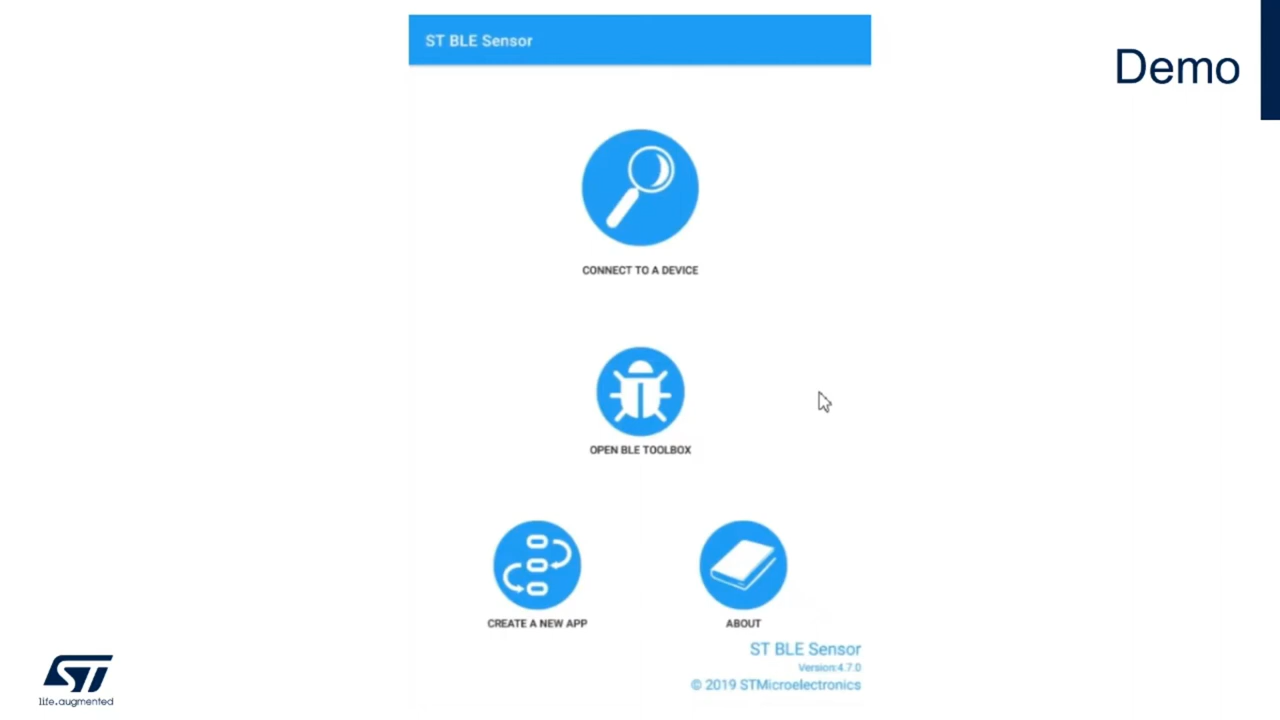 ST BLE Sensor
Demo
CONNECT TO A DEVICE
OPEN BLE TOOLBOX
CREATE A NEW APP
ABOUT
ST BLE Sensor
Version:4.7.0
© 2019 STMicroelectronics
ST
life.augmented